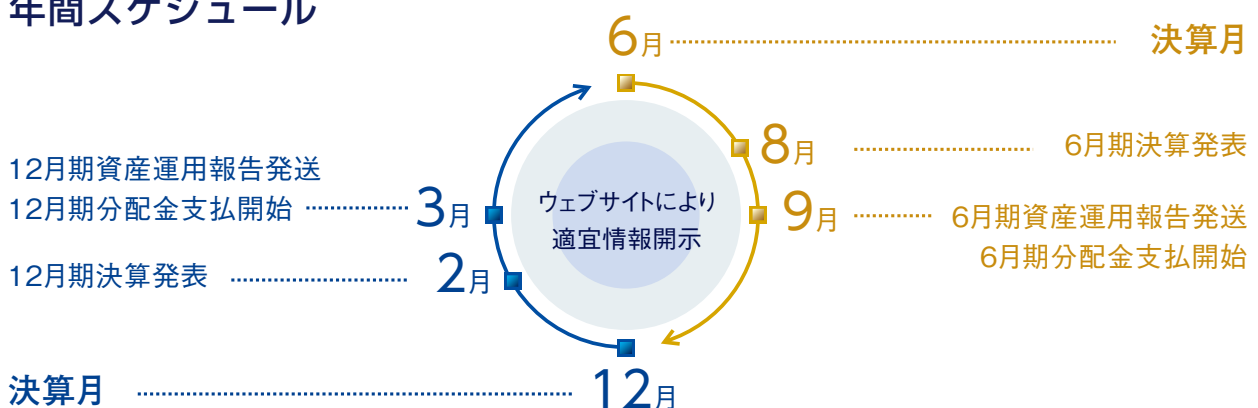 年間スケジュール
6月 決算月
8月 6月期決算発表
9月 6月期資産運用報告発送
6月期分配金支払開始
12月 決算月
2月 12月期決算発表
3月 12月期資産運用報告発送
12月期分配金支払開始
ウェブサイトにより
適宜情報開示